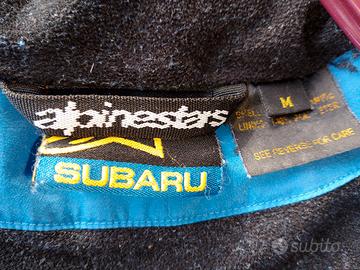 alpinestars
SUBARU
M
SEE REVERSE FOR CARE
subito